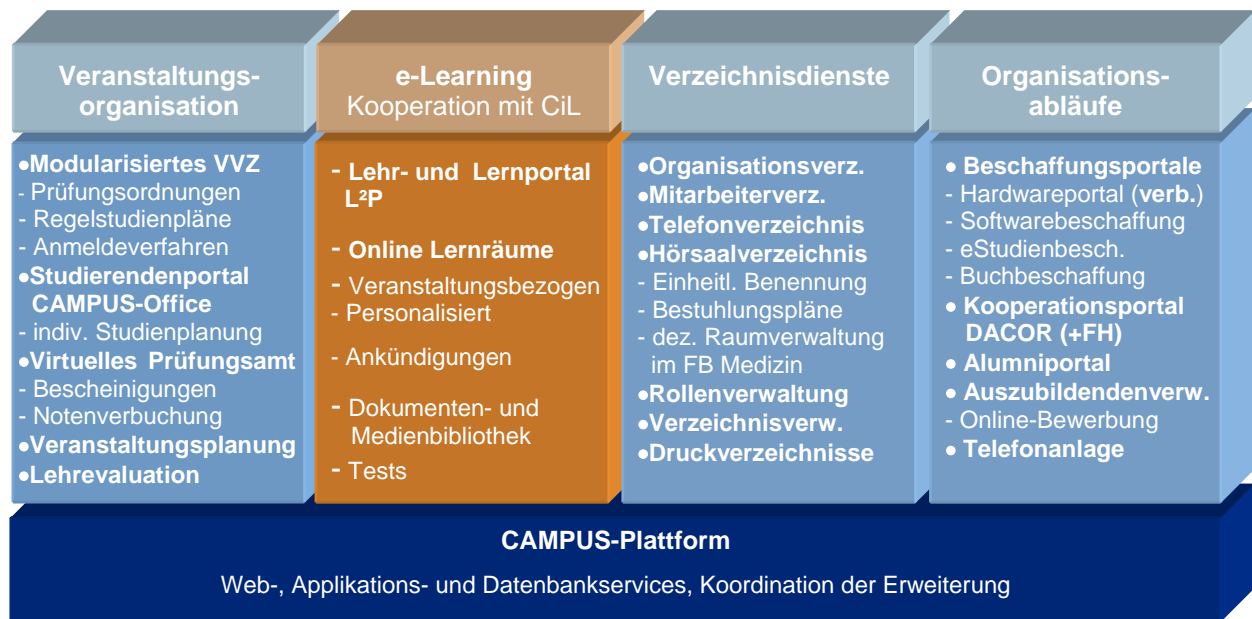 Veranstaltungs-
organisation
●Modularisiertes VVZ
- Prüfungsordnungen
- Regelstudienpläne
- Anmeldeverfahren
●Studierendenportal
CAMPUS-Office
- indiv. Studienplanung
●Virtuelles Prüfungsamt
- Bescheinigungen
- Notenverbuchung
●Veranstaltungsplanung
●Lehrevaluation
e-Learning
Kooperation mit CiL
- Lehr- und Lernportal
L²P
- Online Lernräume
- Veranstaltungsbezogen
- Personalisiert
- Ankündigungen
- Dokumenten- und
Medienbibliothek
- Tests
Verzeichnisdienste
●Organisationsverz.
●Mitarbeiterverz.
●Telefonverzeichnis
●Hörsaalverzeichnis
- Einheitl. Benennung
- Bestuhlungspläne
- dez. Raumverwaltung
im FB Medizin
●Rollenverwaltung
●Verzeichnisverw.
●Druckverzeichnisse
Organisations-
abläufe
● Beschaffungsportale
- Hardwareportal (verb.)
- Softwarebeschaffung
- eStudienbesch.
- Buchbeschaffung
● Kooperationsportal
DACOR (+FH)
● Alumniportal
● Auszubildendenverw.
- Online-Bewerbung
● Telefonanlage
CAMPUS-Plattform
Web-, Applikations- und Datenbankservices, Koordination der Erweiterung